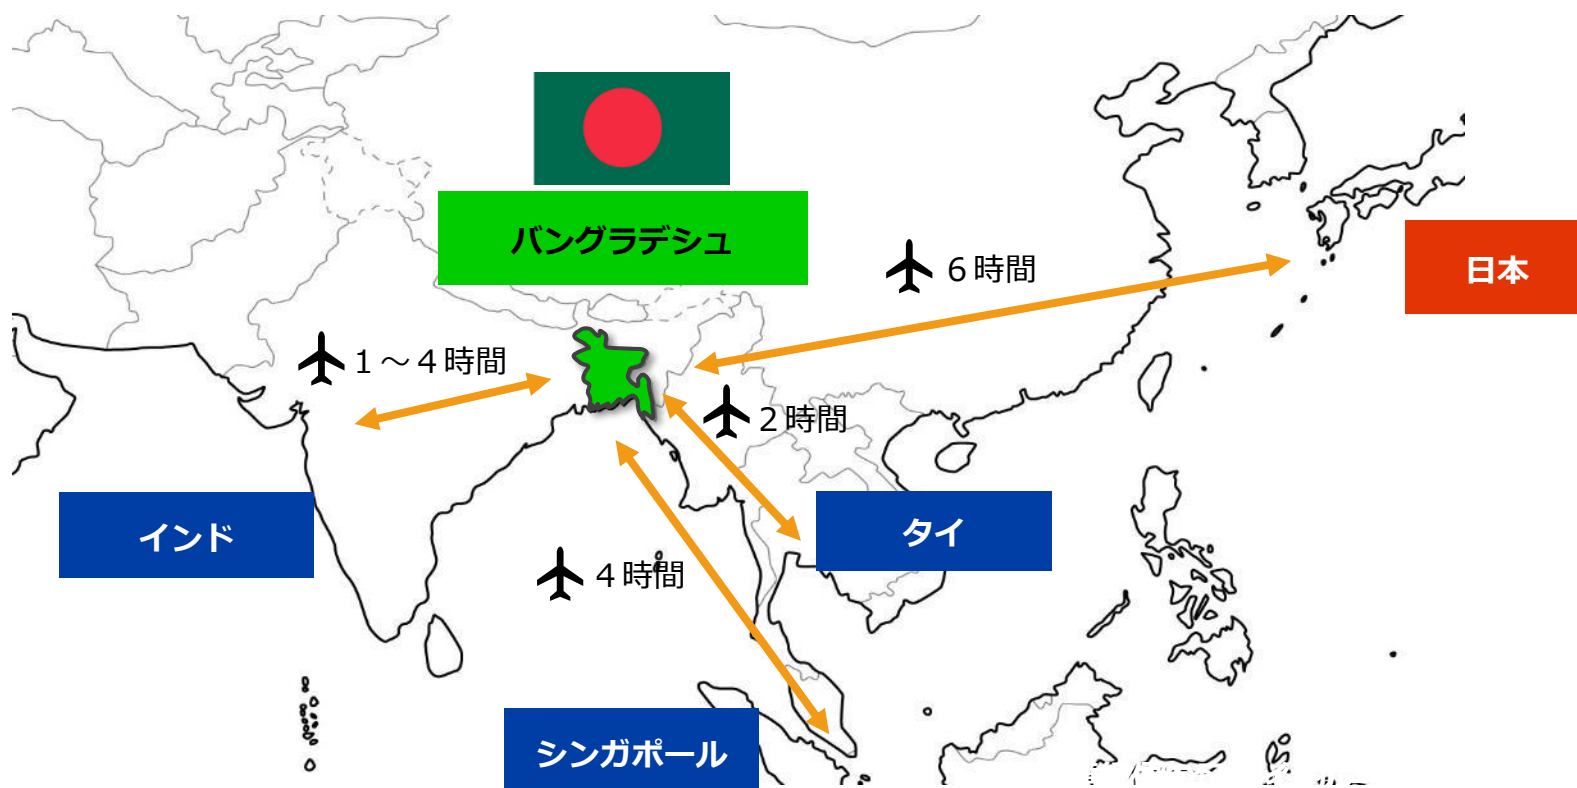 バングラデシュ
６時間
日本
１～４時間
２時間
インド
タイ
４時間
シンガポール